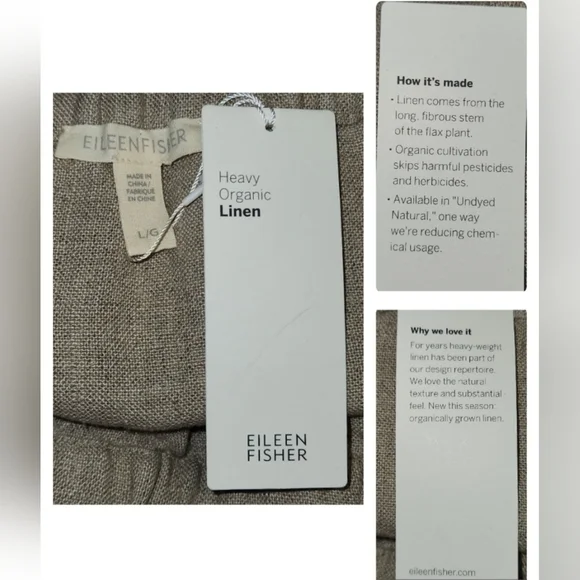 EILEEN FISHER
MADE IN
CHINA/
FABRIQUÉ
EN CHINE
L/G
Heavy
Organic
Linen
EILEEN
FISHER
How it's made
• Linen comes from the
long, fibrous stem
of the flax plant.
• Organic cultivation
skips harmful pesticides
and herbicides.
• Available in "Undyed
Natural," one way
we're reducing chem-
ical usage.
Why we love it
For years heavy-weight
linen has been part of
our design repertoire.
We love the natural
texture and substantial
feel. New this season:
organically grown linen.
eileenfisher.com